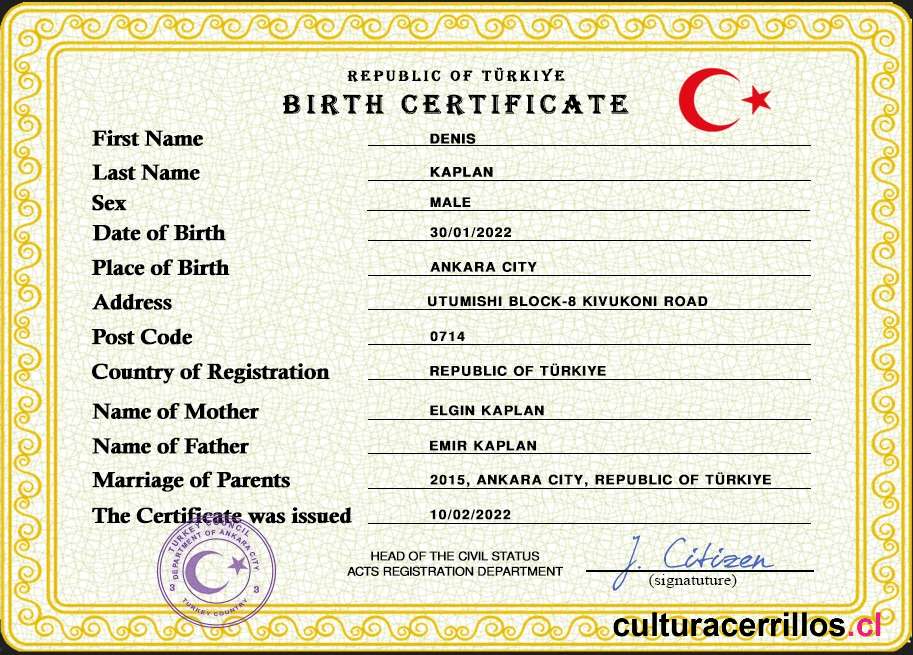 REPUBLIC OF TÜRKIYE
BIRTH CERTIFICATE
First Name DENIS
Last Name KAPLAN
Sex MALE
Date of Birth 30/01/2022
Place of Birth ANKARA CITY
Address UTUMISHI BLOCK-8 KIVUKONI ROAD
Post Code 0714
Country of Registration REPUBLIC OF TÜRKIYE
Name of Mother ELGIN KAPLAN
Name of Father EMIR KAPLAN
Marriage of Parents 2015, ANKARA CITY, REPUBLIC OF TÜRKIYE
The Certificate was issued 10/02/2022
TURKEY COUNCIL
DEPARTMENT OF ANKARA CITY
3 3
TURKEY COUNTRY
HEAD OF THE CIVIL STATUS
ACTS REGISTRATION DEPARTMENT
J. Citizen
(signatuture)
culturacerrillos.cl